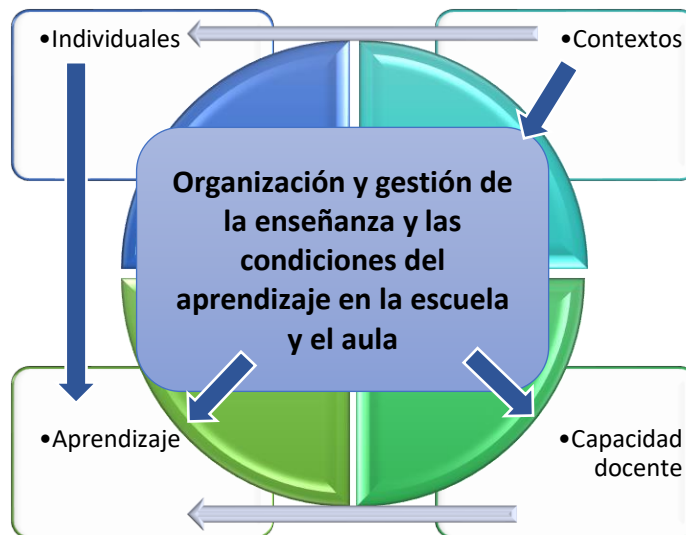 •Individuales
•Contextos
Organización y gestión de
la enseñanza y las
condiciones del
aprendizaje en la escuela
y el aula
•Aprendizaje
•Capacidad
docente